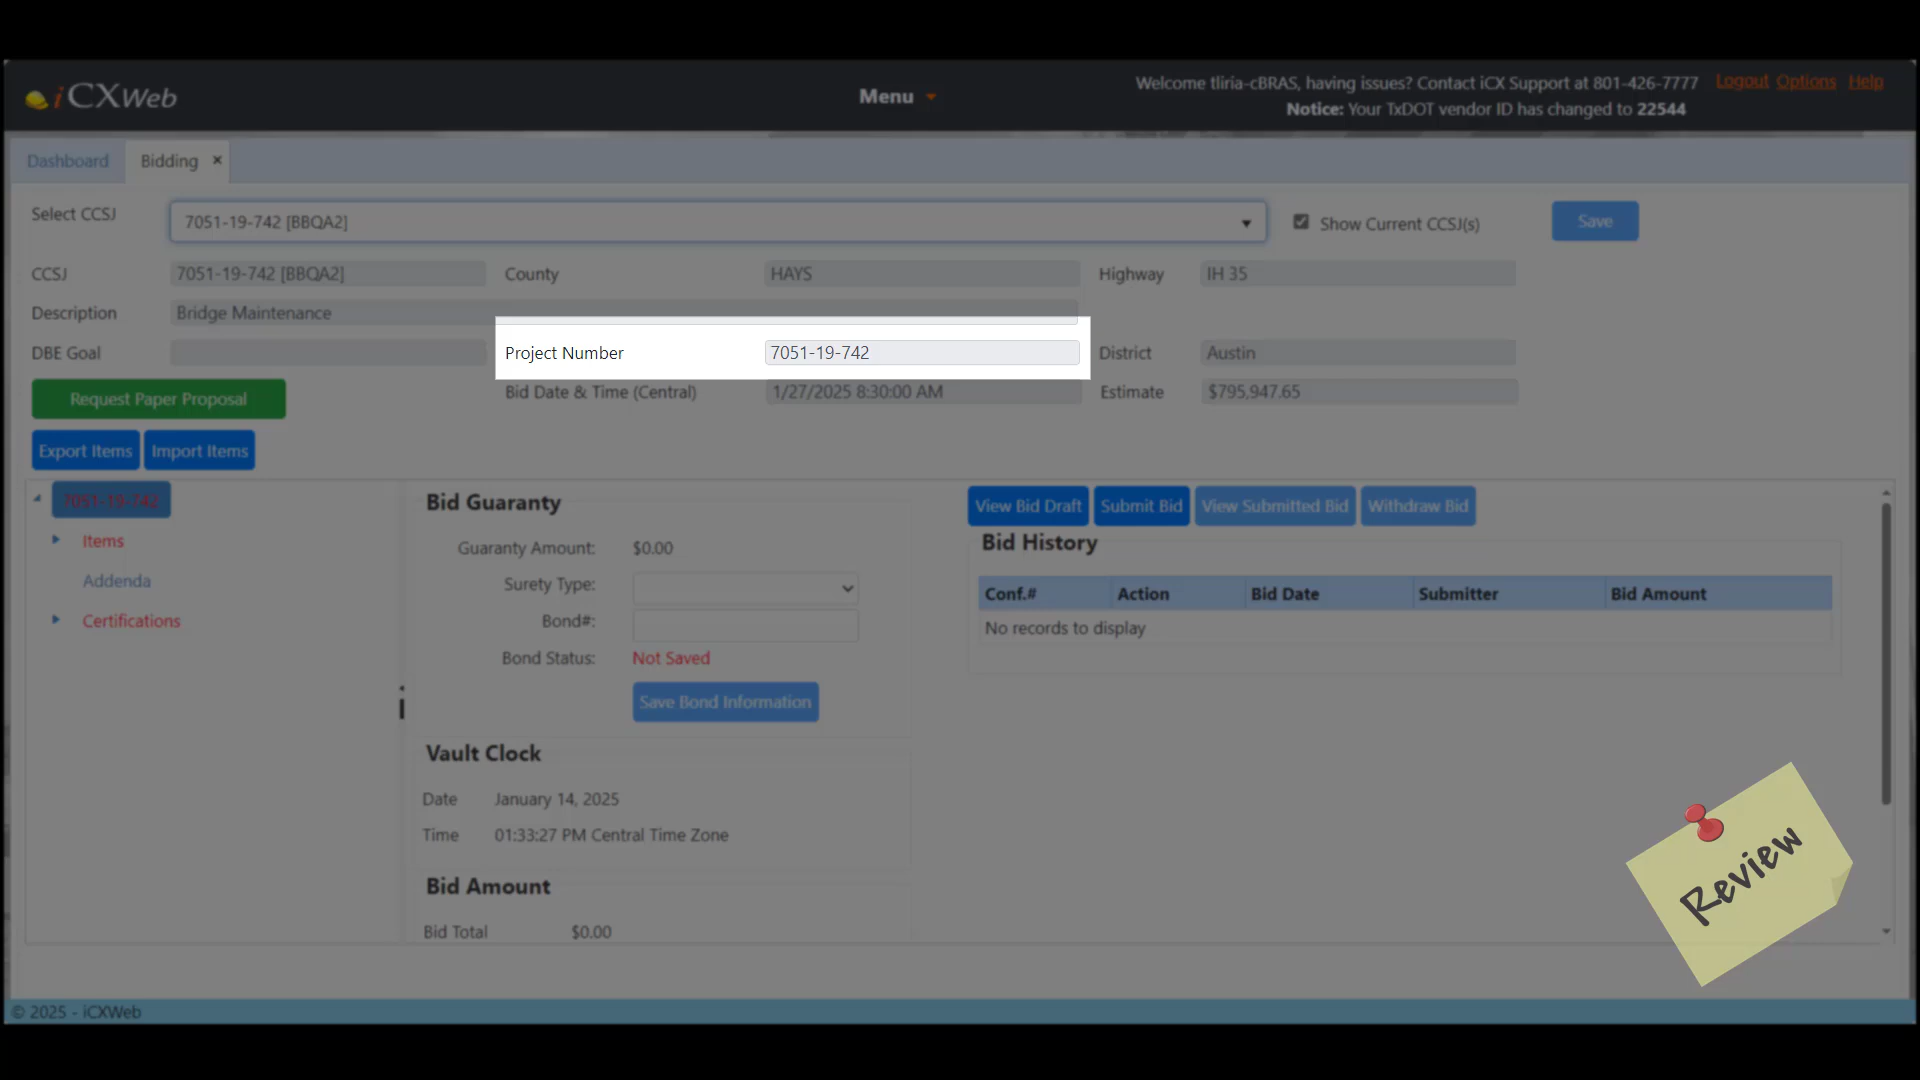 iCXWeb
Menu
Welcome tliria-cBRAS, having issues? Contact iCX Support at 801-426-7777
Logout Options Help
Notice: Your TxDOT vendor ID has changed to 22544
Dashboard
Bidding ×
Select CCSJ
7051-19-742 [BBQA2]
Show Current CCSJ(s)
Save
CCSJ
7051-19-742 [BBQA2]
County
HAYS
Highway
IH 35
Description
Bridge Maintenance
DBE Goal
Project Number
7051-19-742
District
Austin
Request Paper Proposal
Bid Date & Time (Central)
1/27/2025 8:30:00 AM
Estimate
$795,947.65
Export Items
Import Items
7051-19-742
Items
Addenda
Certifications
i
Bid Guaranty
Guaranty Amount: $0.00
Surety Type:
Bond#:
Bond Status: Not Saved
Save Bond Information
Vault Clock
Date January 14, 2025
Time 01:33:27 PM Central Time Zone
Bid Amount
Bid Total $0.00
View Bid Draft
Submit Bid
View Submitted Bid
Withdraw Bid
Bid History
Conf.# Action Bid Date Submitter Bid Amount
No records to display
Review
© 2025 - iCXWeb